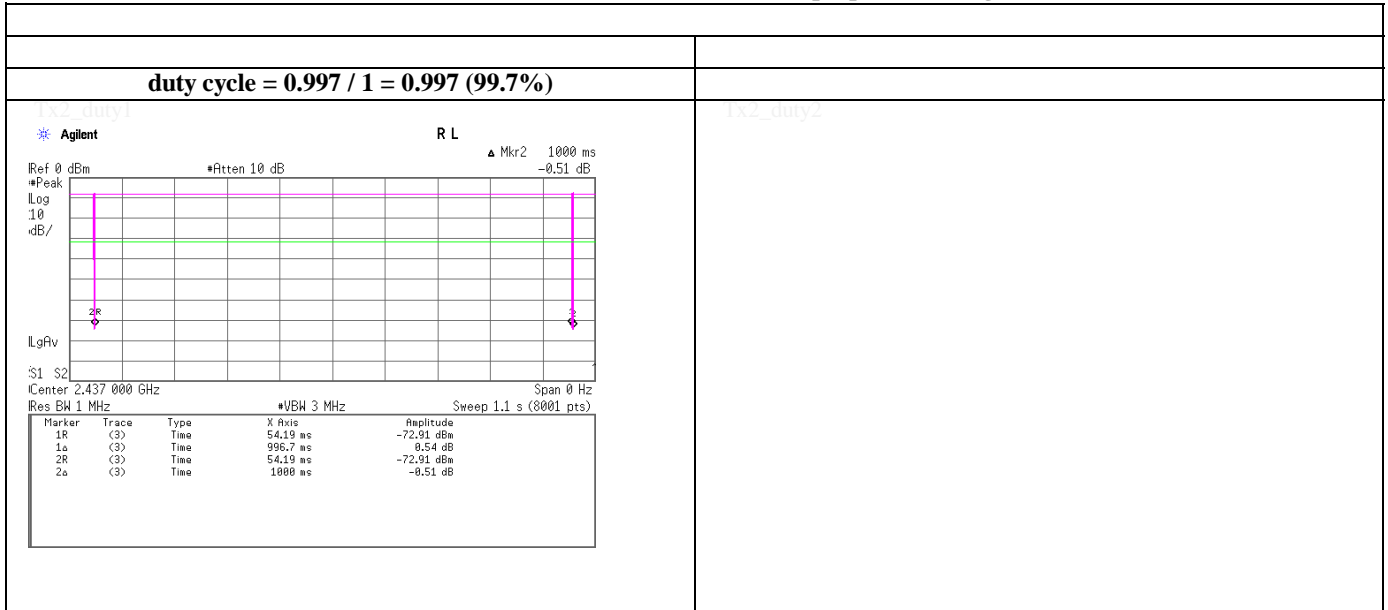 duty cycle = 0.997 / 1 = 0.997 (99.7%)
Tx2_duty1
Tx2_duty2
Agilent
R L
Δ Mkr2 1000 ms
Ref 0 dBm #Atten 10 dB -0.51 dB
#Peak
Log
10
dB/
2R
2
LgAv
S1 S2
Center 2.437 000 GHz Span 0 Hz
Res BW 1 MHz #VBW 3 MHz Sweep 1.1 s (8001 pts)
Marker Trace Type X Axis Amplitude
1R (3) Time 54.19 ms -72.91 dBm
1Δ (3) Time 996.7 ms 0.54 dB
2R (3) Time 54.19 ms -72.91 dBm
2Δ (3) Time 1000 ms -0.51 dB